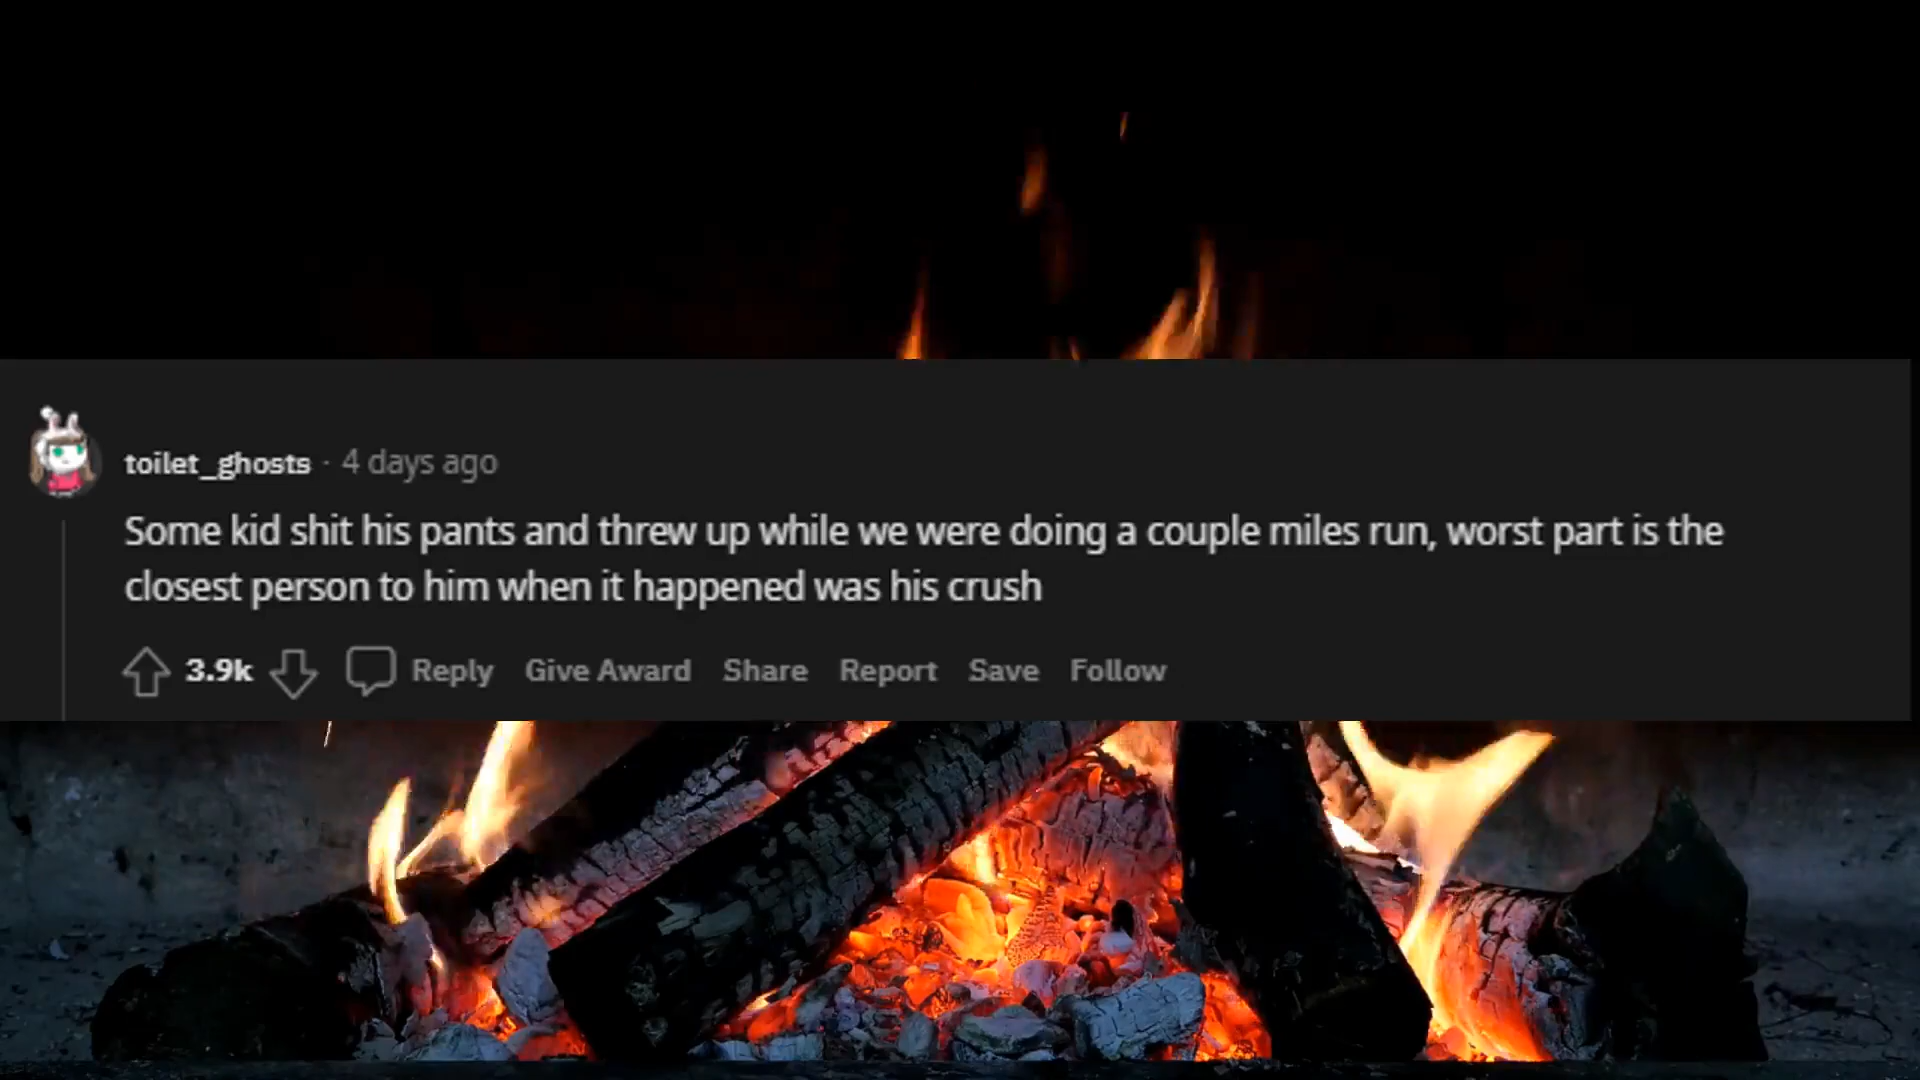 toilet_ghosts · 4 days ago
Some kid shit his pants and threw up while we were doing a couple miles run, worst part is the
closest person to him when it happened was his crush
3.9k Reply Give Award Share Report Save Follow